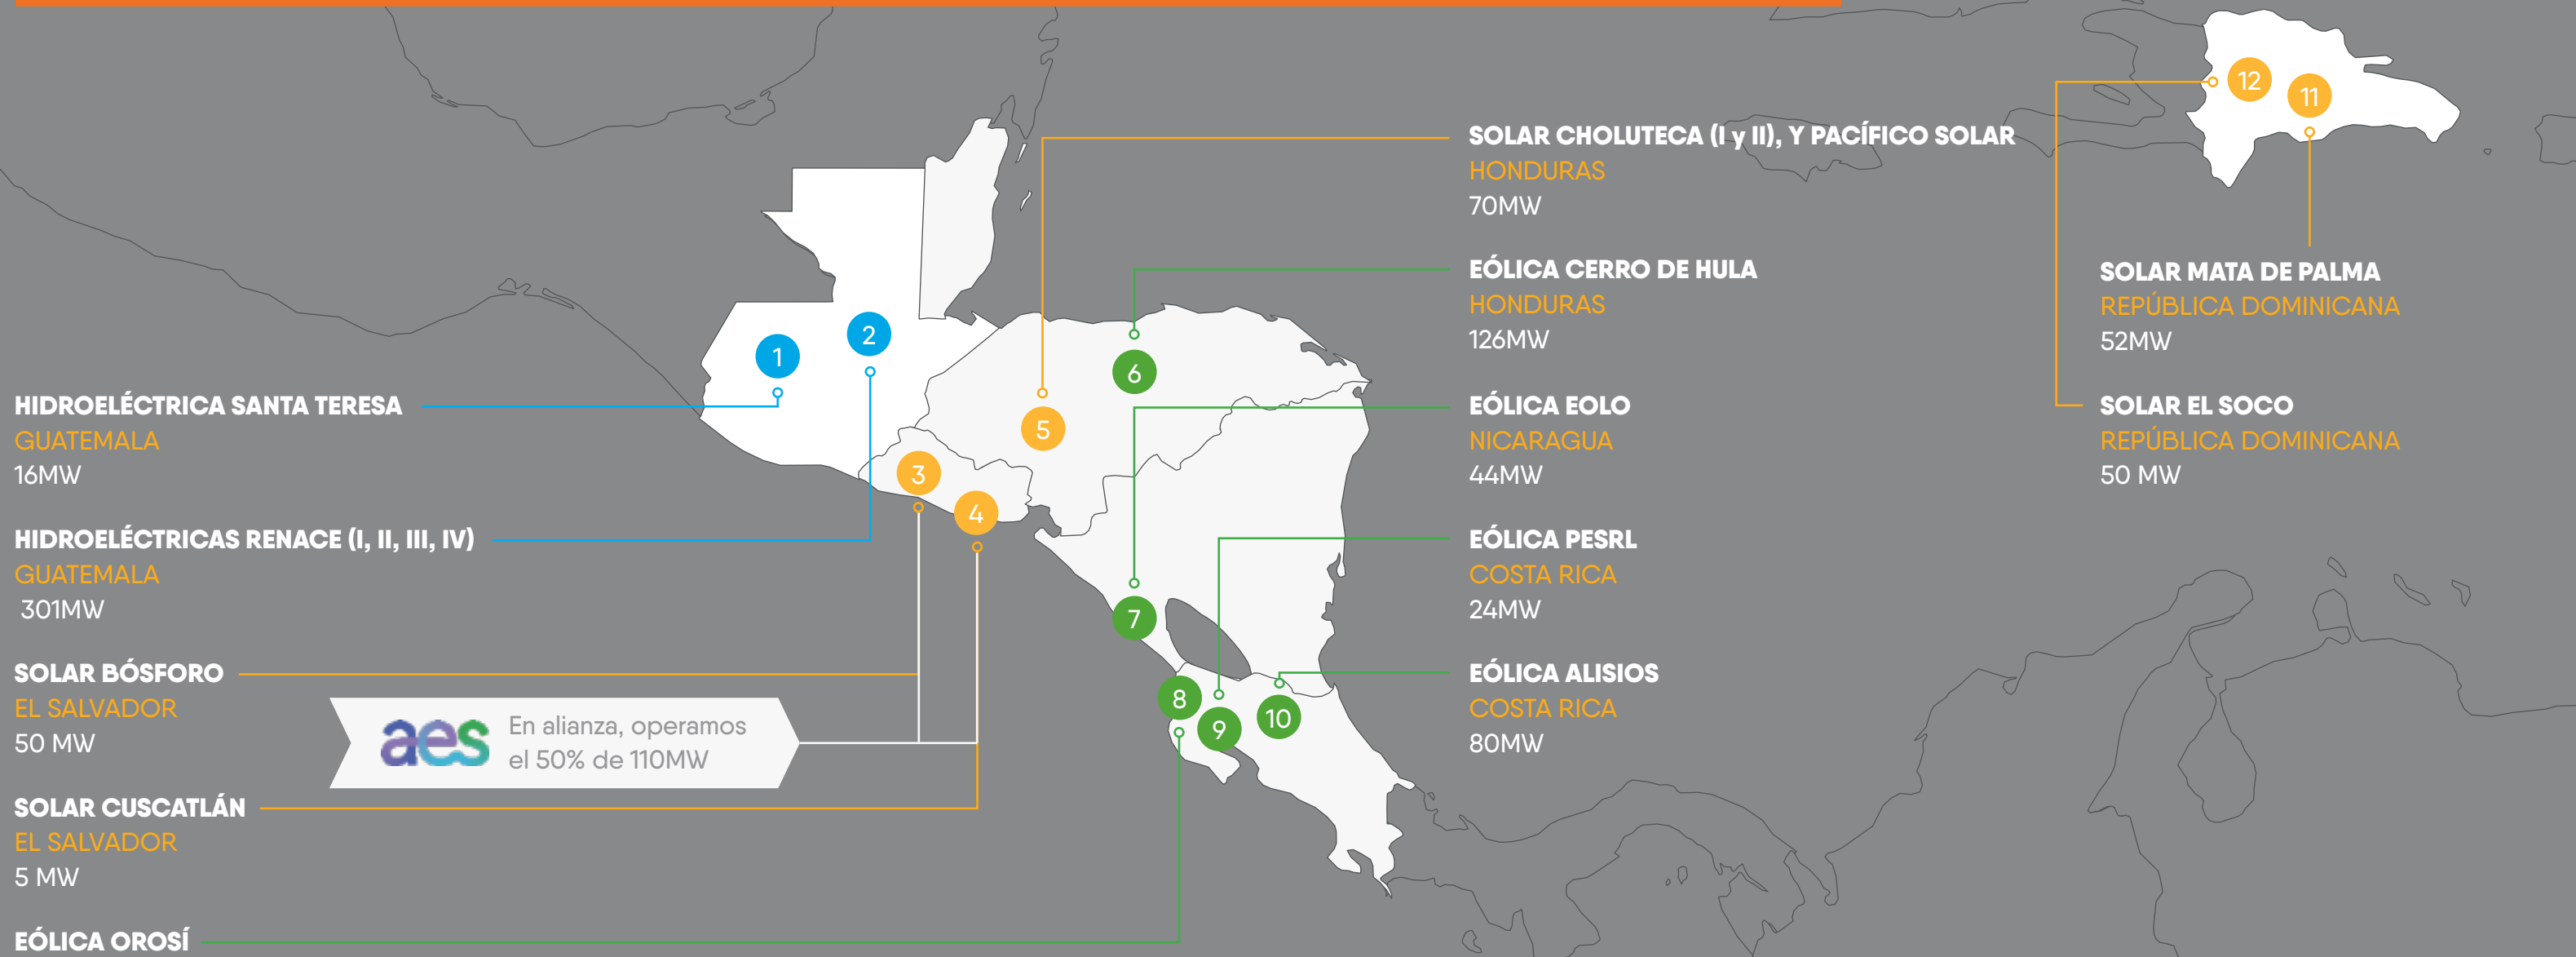 HIDROELÉCTRICA SANTA TERESA
GUATEMALA
16MW
HIDROELÉCTRICAS RENACE (I, II, III, IV)
GUATEMALA
301MW
SOLAR BÓSFORO
EL SALVADOR
50 MW
aes
En alianza, operamos
el 50% de 110MW
SOLAR CUSCATLÁN
EL SALVADOR
5 MW
EÓLICA OROSÍ
1
2
3
4
5
6
7
8
9
10
12
11
SOLAR CHOLUTECA (I y II), Y PACÍFICO SOLAR
HONDURAS
70MW
EÓLICA CERRO DE HULA
HONDURAS
126MW
EÓLICA EOLO
NICARAGUA
44MW
EÓLICA PESRL
COSTA RICA
24MW
EÓLICA ALISIOS
COSTA RICA
80MW
SOLAR MATA DE PALMA
REPÚBLICA DOMINICANA
52MW
SOLAR EL SOCO
REPÚBLICA DOMINICANA
50 MW